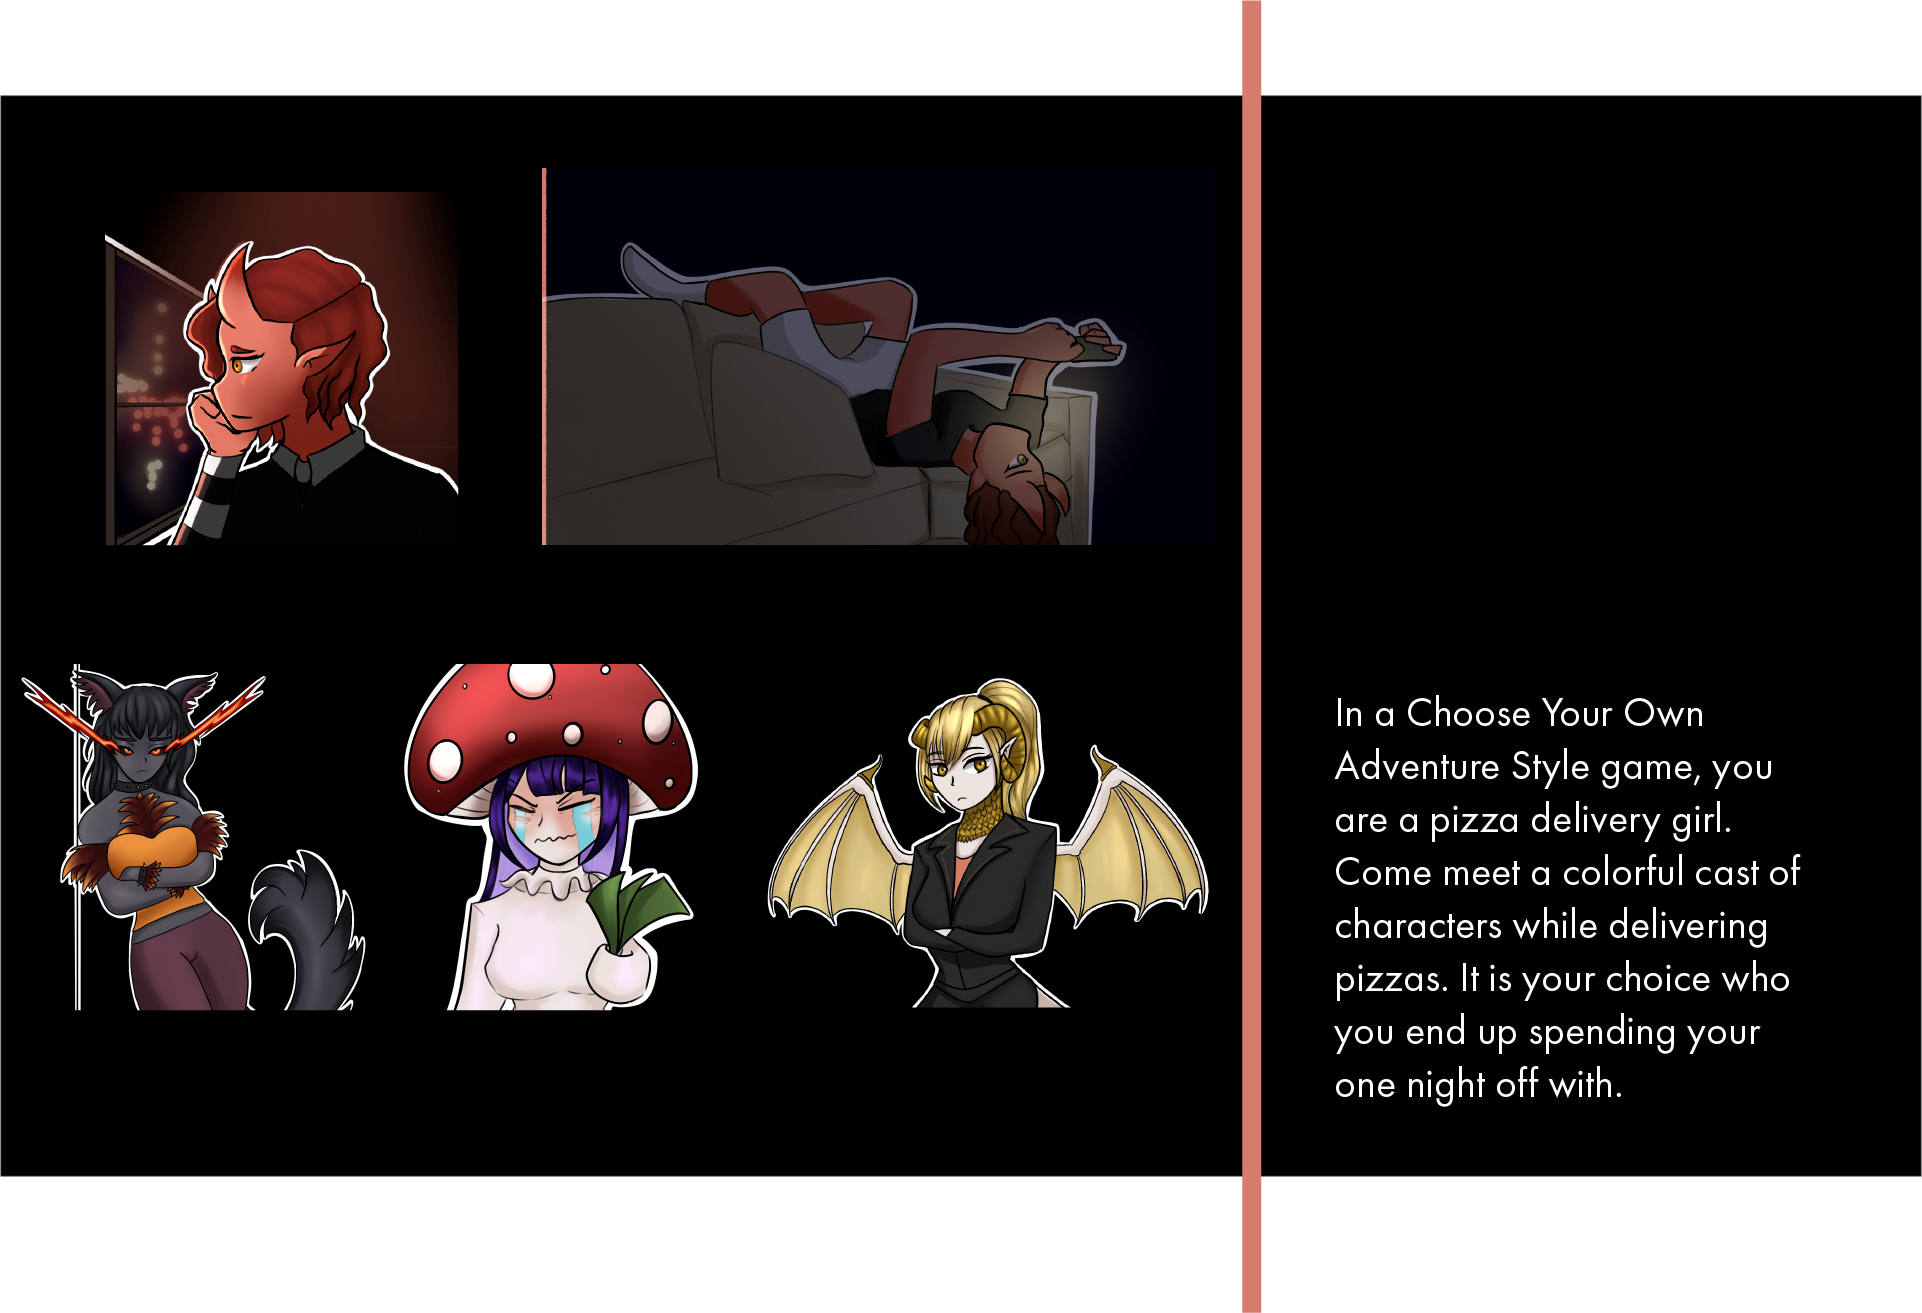 In a Choose Your Own
Adventure Style game, you
are a pizza delivery girl.
Come meet a colorful cast of
characters while delivering
pizzas. It is your choice who
you end up spending your
one night off with.